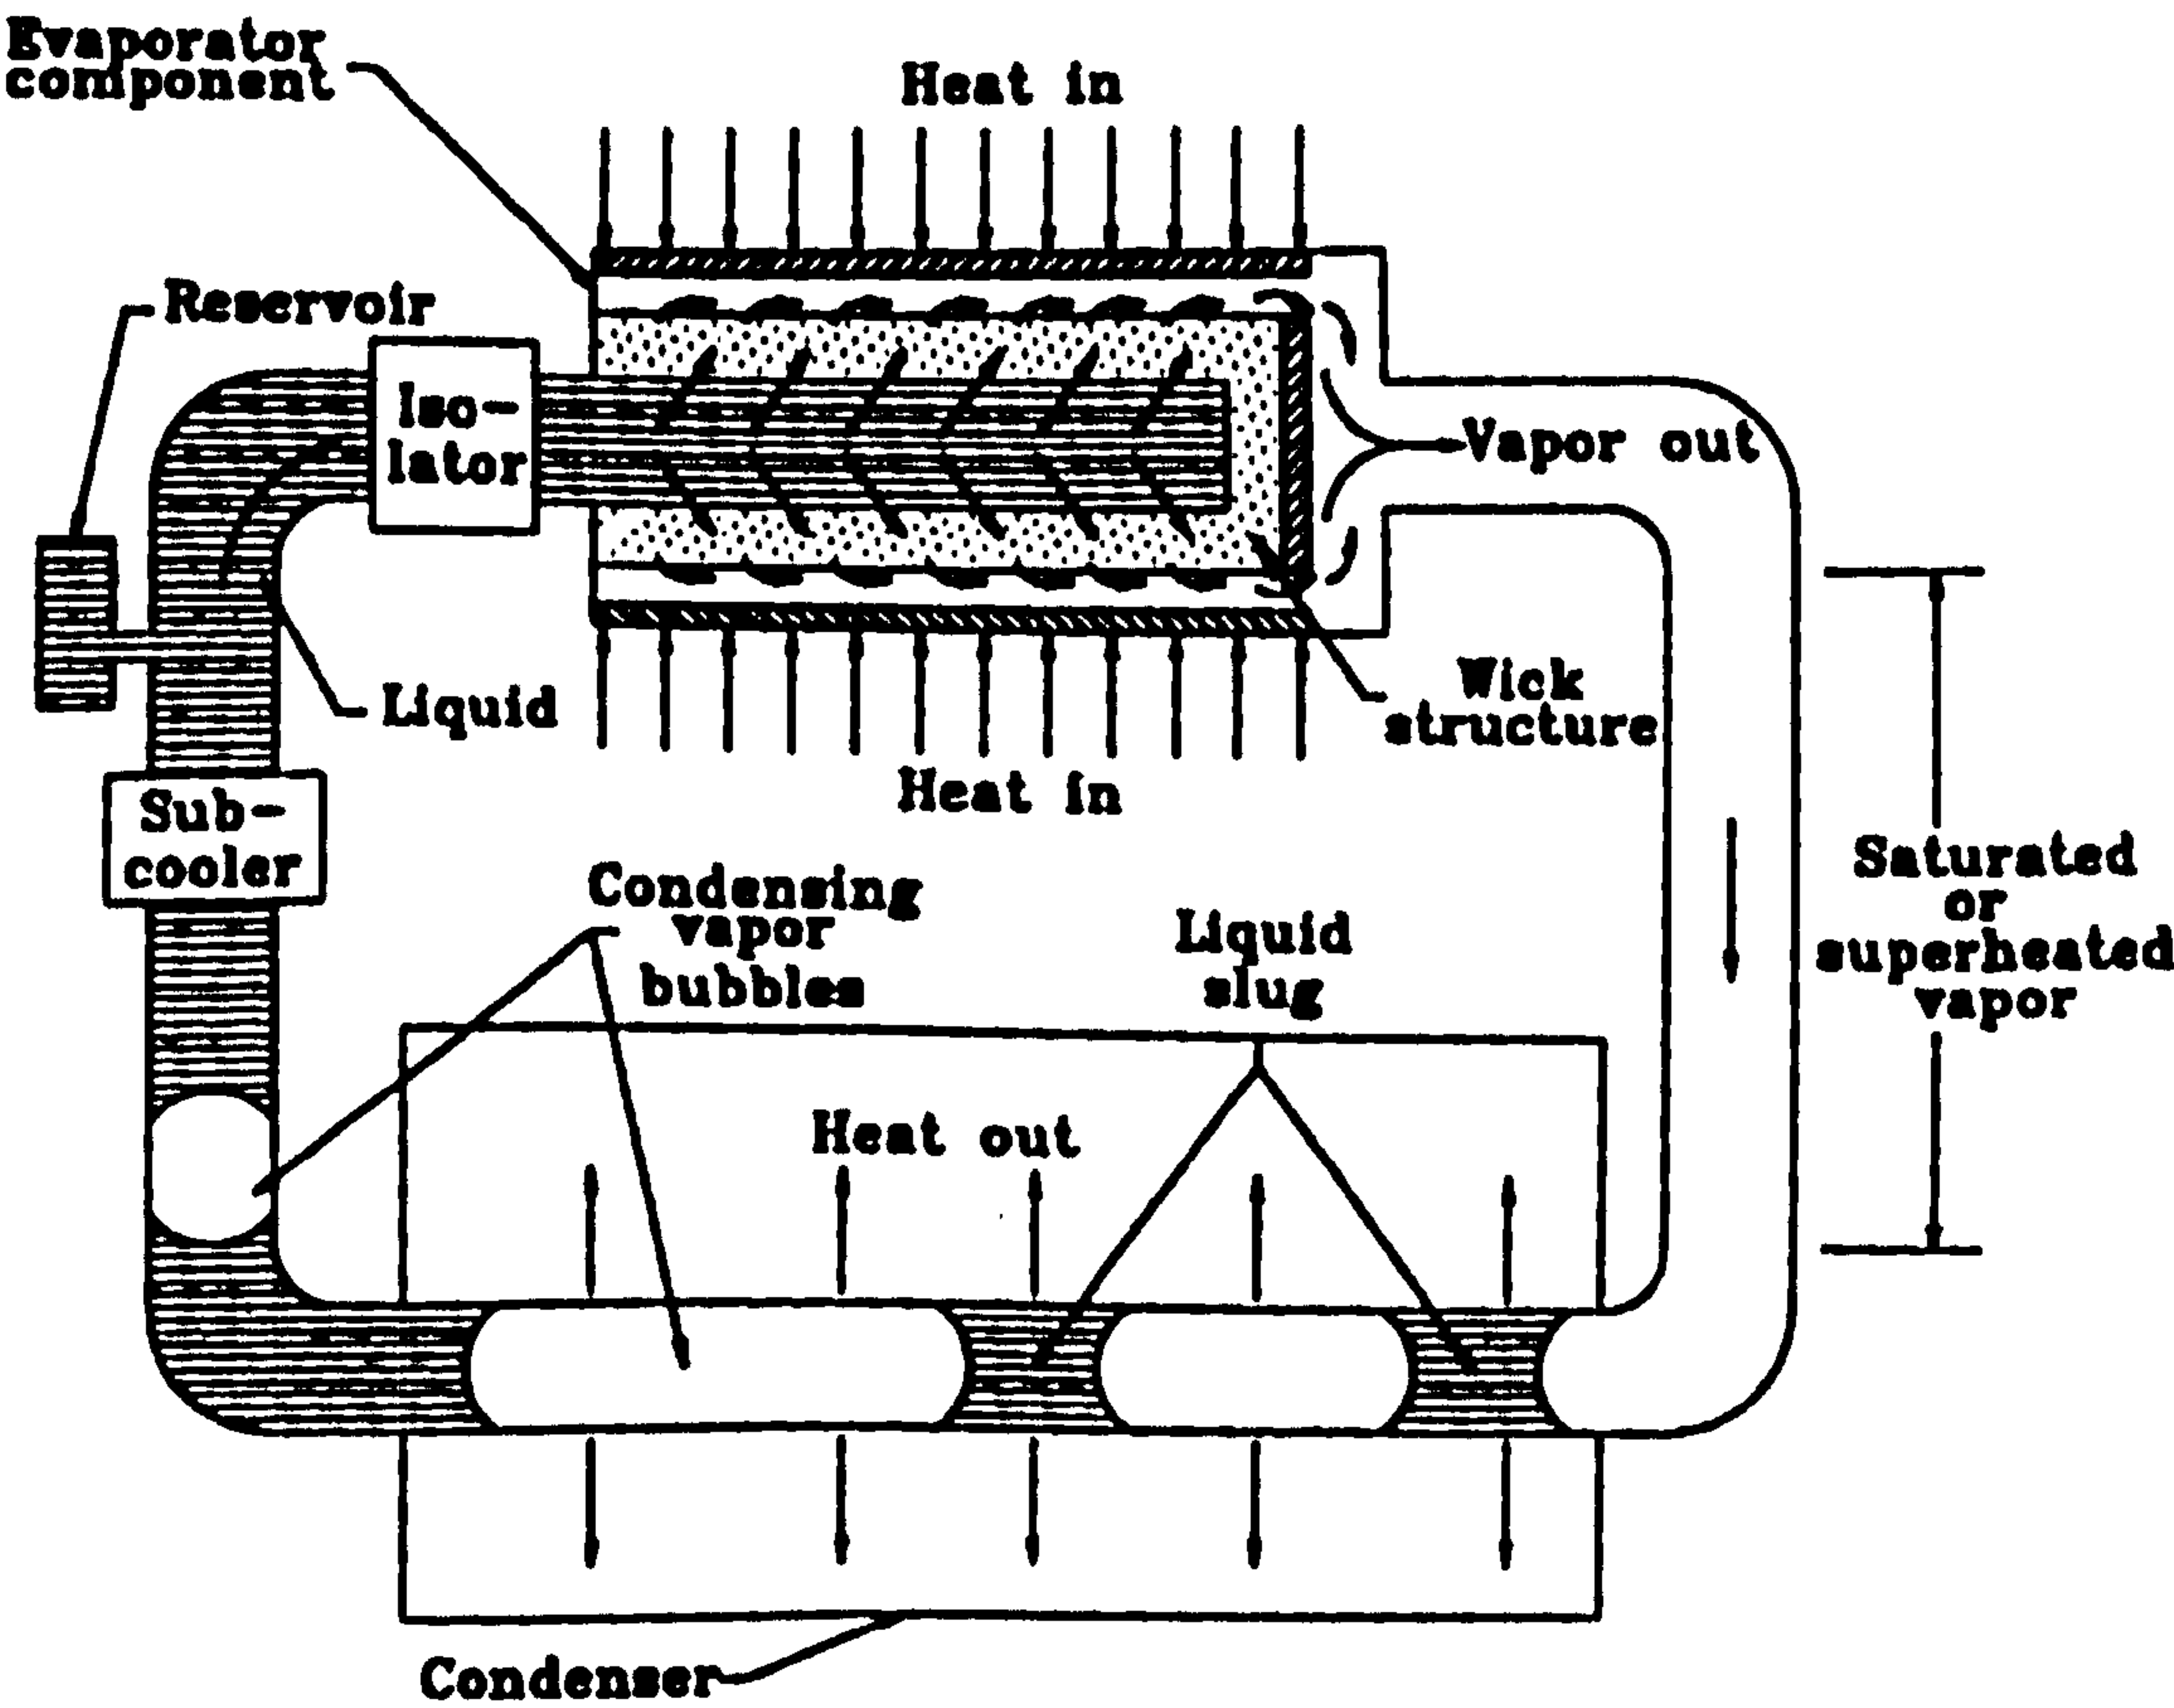 Evaporator
component
Heat in
Reservoir
Iso-
lator
Vapor out
Liquid
Wick
structure
Heat in
Sub-
cooler
Condensing
vapor
bubbles
Liquid
slug
Saturated
or
superheated
vapor
Heat out
Condenser